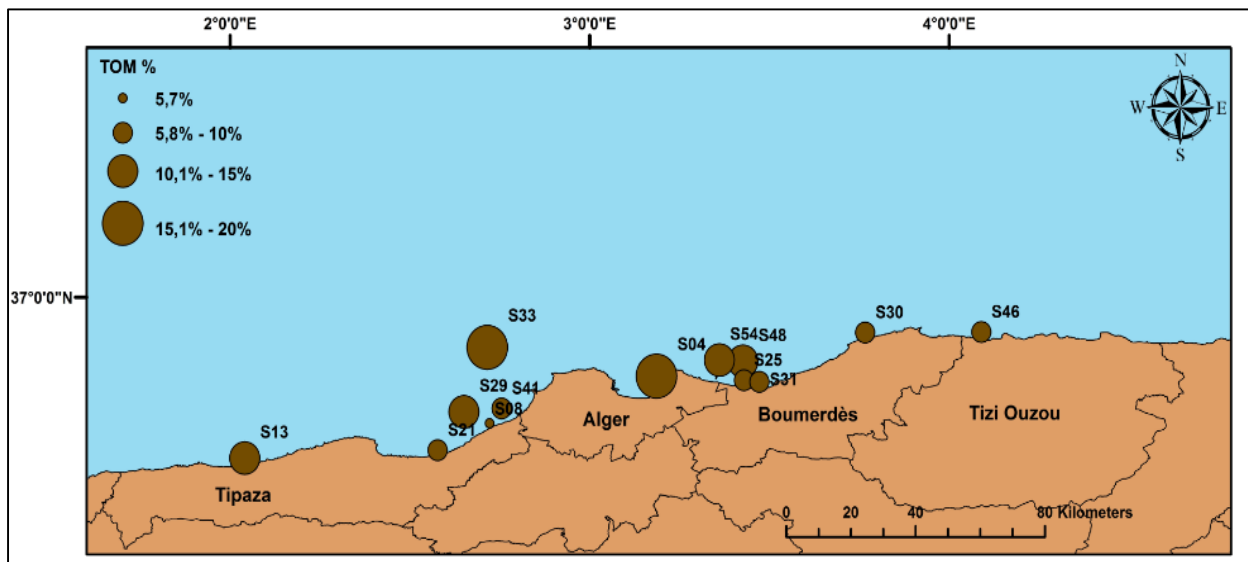 2°0'0"E 3°0'0"E 4°0'0"E
TOM %
5,7%
5,8% - 10%
10,1% - 15%
15,1% - 20%
N
W E
S
37°0'0"N
S33
S30 S46
S04 S54 S48
S25
S31
S29 S41
S08
S21
S13
Alger
Boumerdès
Tizi Ouzou
Tipaza
0 20 40 80 Kilometers